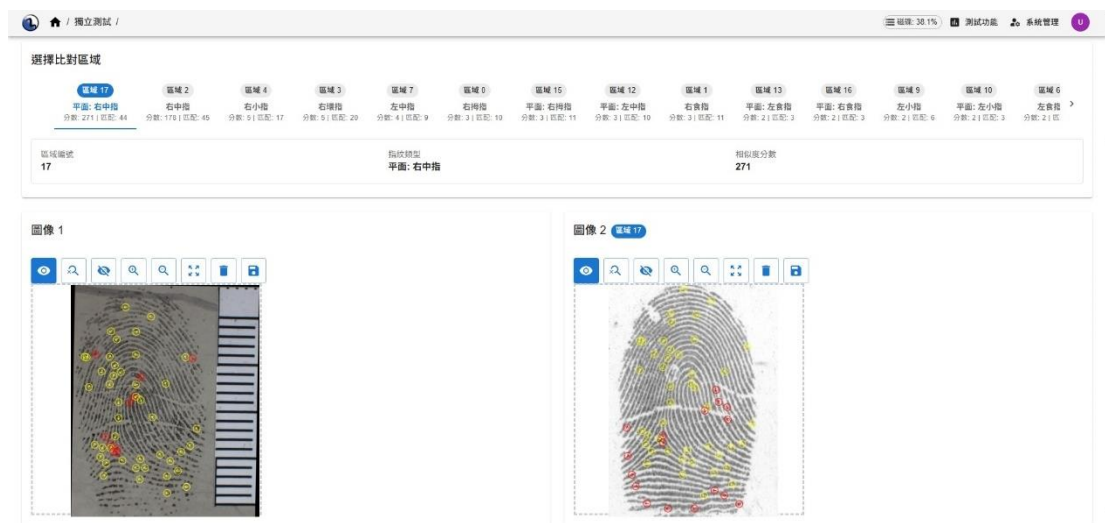 / 獨立測試 /
磁碟: 38.1%
測試功能
系統管理
U
選擇比對區域
區域 17
平面: 右中指
分數: 271 | 匹配: 44
區域 2
右中指
分數: 178 | 匹配: 45
區域 4
右小指
分數: 5 | 匹配: 17
區域 3
右環指
分數: 5 | 匹配: 20
區域 7
左中指
分數: 4 | 匹配: 9
區域 0
右拇指
分數: 3 | 匹配: 10
區域 15
平面: 右拇指
分數: 3 | 匹配: 11
區域 12
平面: 左中指
分數: 3 | 匹配: 10
區域 1
右食指
分數: 3 | 匹配: 11
區域 13
平面: 左食指
分數: 2 | 匹配: 3
區域 16
平面: 右食指
分數: 2 | 匹配: 3
區域 9
左小指
分數: 2 | 匹配: 6
區域 10
平面: 左小指
分數: 2 | 匹配: 3
區域 6
左食指
分數: 2 | 匹
區域編號
17
指紋類型
平面: 右中指
相似度分數
271
圖像 1
圖像 2 區域 17